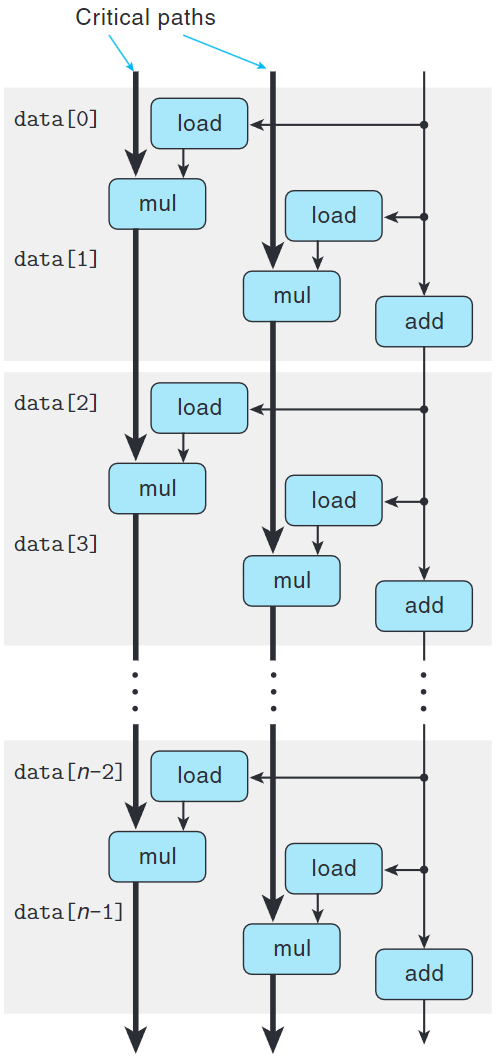 Critical paths
data[0]
load
mul
load
data[1]
mul
add
data[2]
load
mul
load
data[3]
mul
add
data[n-2]
load
mul
load
data[n-1]
mul
add